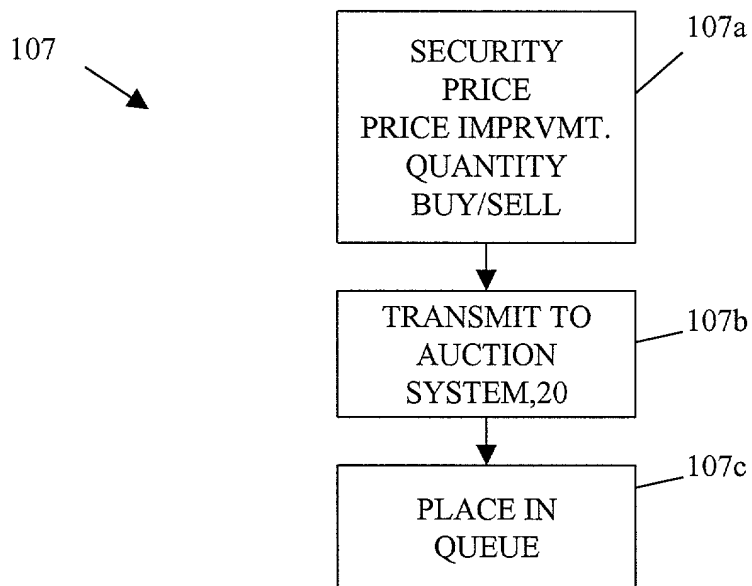 107
107a
SECURITY
PRICE
PRICE IMPRVMT.
QUANTITY
BUY/SELL
107b
TRANSMIT TO
AUCTION
SYSTEM,20
107c
PLACE IN
QUEUE